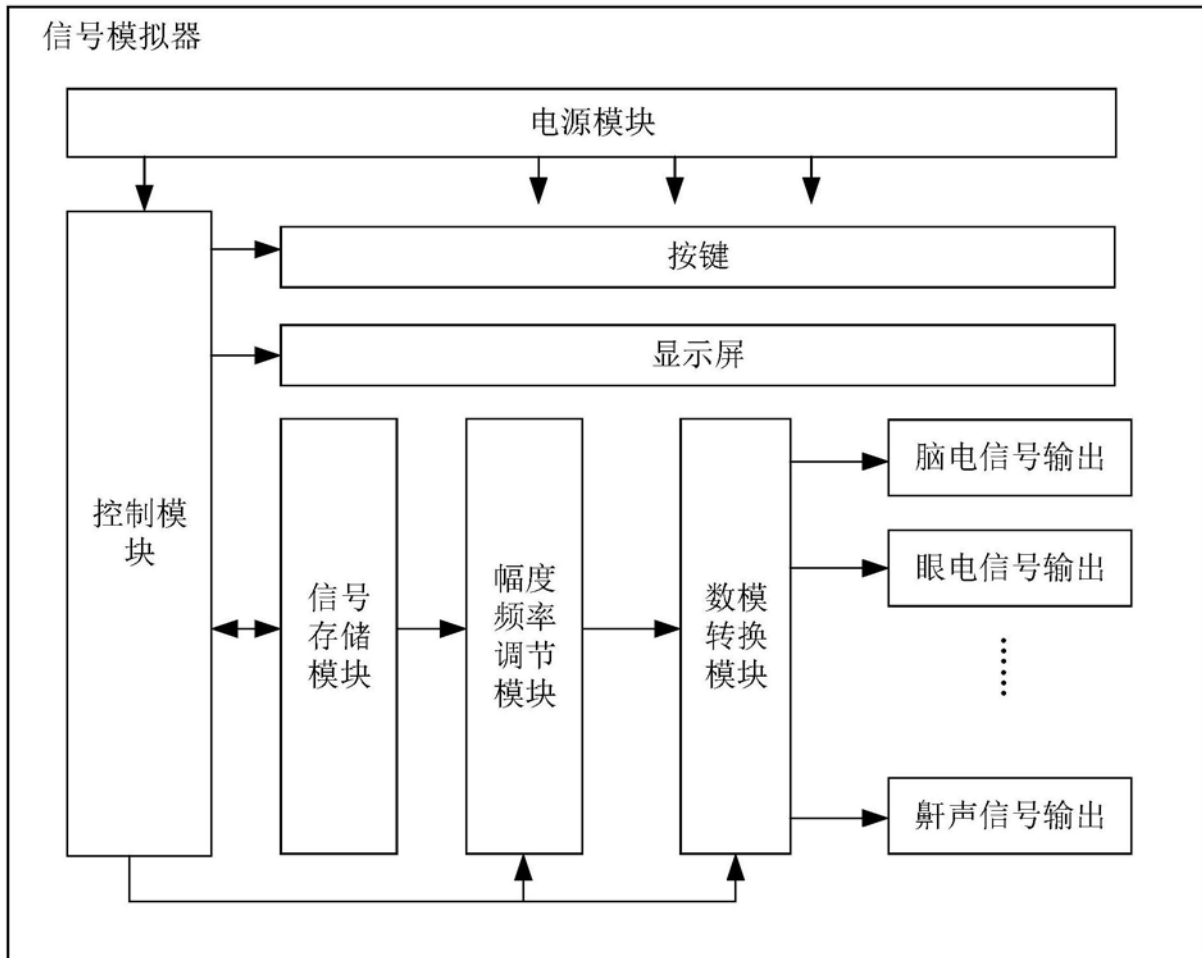 信号模拟器
电源模块
按键
显示屏
控制模
块
信号
存储
模块
幅度
频率
调节
模块
数模
转换
模块
脑电信号输出
眼电信号输出
鼾声信号输出